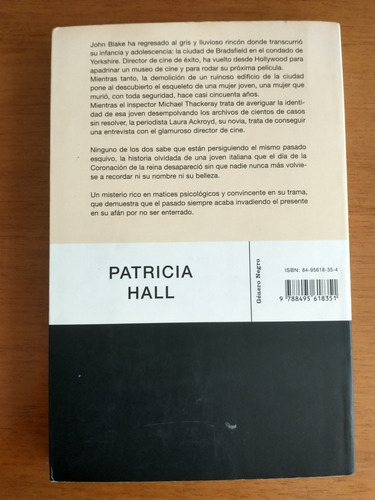 John Blake ha regresado al gris y lluvioso rincón donde transcurrió
su infancia y adolescencia: la ciudad de Bradsfield en el condado de
Yorkshire. Director de cine de éxito, ha vuelto desde Hollywood para
apadrinar un museo de cine y para rodar su próxima película.
Mientras tanto, la demolición de un ruinoso edificio de la ciudad
pone al descubierto el esqueleto de una mujer joven, una mujer que
murió, con toda seguridad, hace casi cincuenta años.
Mientras el inspector Michael Thackeray trata de averiguar la identi-
dad de esa joven desempolvando los archivos de cientos de casos
sin resolver, la periodista Laura Ackroyd, su novia, trata de conseguir
una entrevista con el glamuroso director de cine.
Ninguno de los dos sabe que están persiguiendo el mismo pasado
esquivo, la historia olvidada de una joven italiana que el día de la
Coronación de la reina desapareció sin que nadie nunca más volvie-
se a recordar ni su nombre ni su belleza.
Un misterio rico en matices psicológicos y convincente en su trama,
que demuestra que el pasado siempre acaba invadiendo el presente
en su afán por no ser enterrado.
PATRICIA
HALL
Género Negro
ISBN: 84-95618-35-4
9 788495 618351